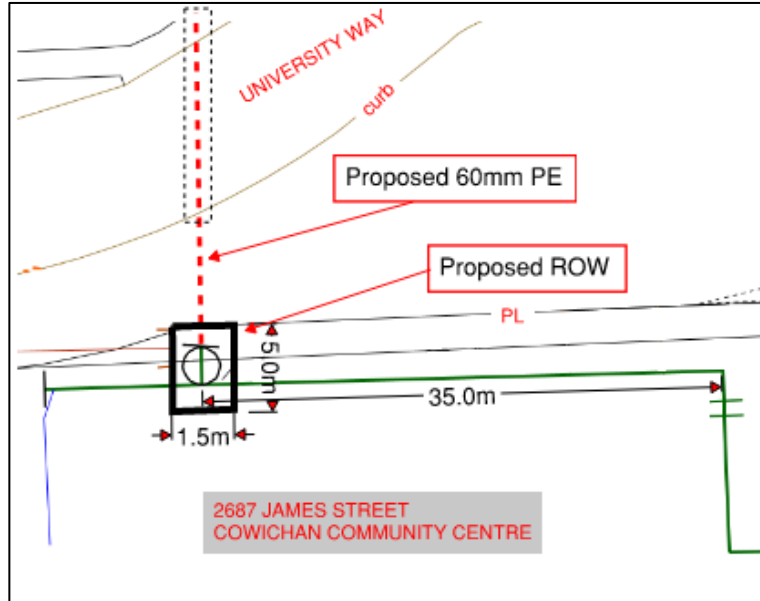 UNIVERSITY WAY
curb
Proposed 60mm PE
Proposed ROW
PL
5.0m
35.0m
1.5m
2687 JAMES STREET
COWICHAN COMMUNITY CENTRE